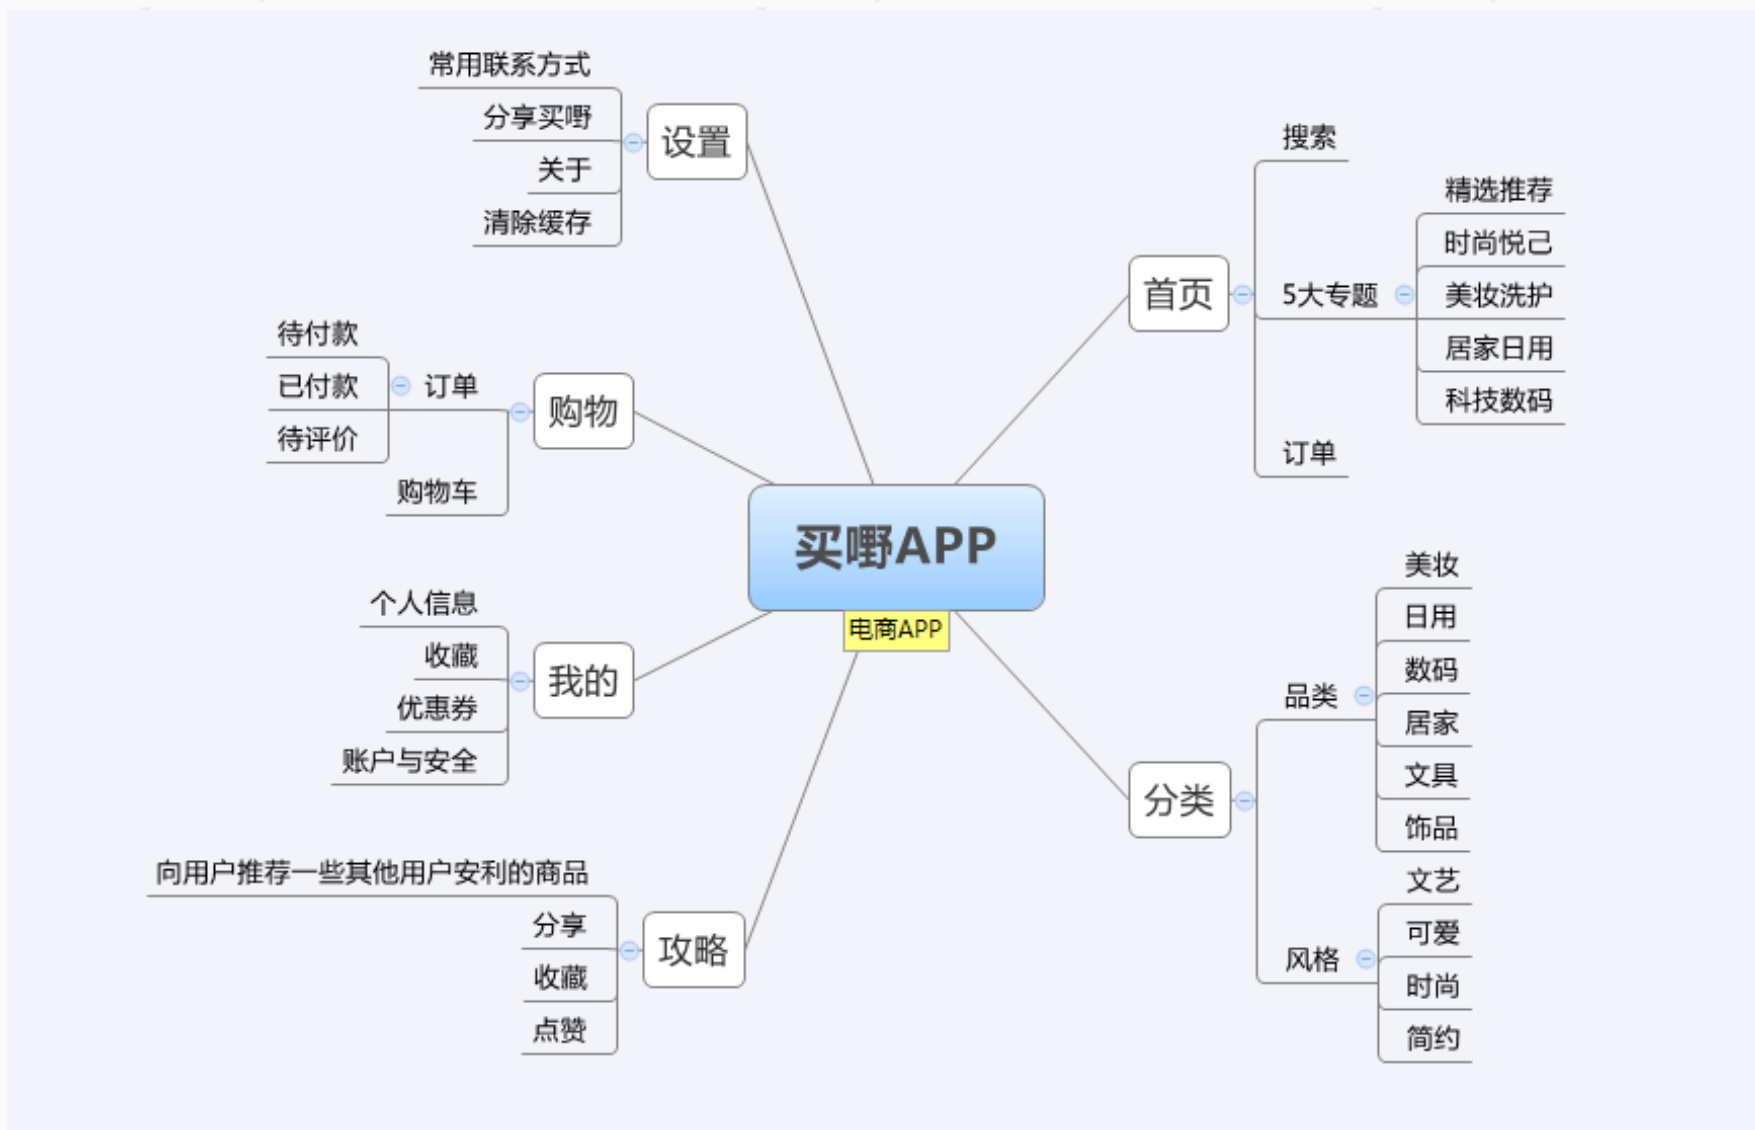 常用联系方式
分享买嘢
关于
清除缓存
设置
待付款
已付款
待评价
订单
购物车
购物
个人信息
收藏
优惠券
账户与安全
我的
向用户推荐一些其他用户安利的商品
分享
收藏
点赞
攻略
买嘢APP
电商APP
首页
搜索
5大专题
精选推荐
时尚悦己
美妆洗护
居家日用
科技数码
订单
分类
品类
美妆
日用
数码
居家
文具
饰品
风格
文艺
可爱
时尚
简约